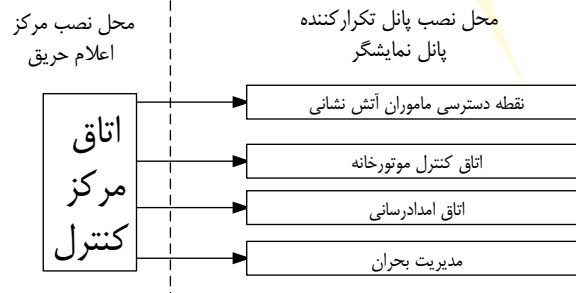 محل نصب پانل تکرارکننده
پانل نمایشگر
محل نصب مرکز
اعلام حریق
نقطه دسترسی ماموران آتش نشانی
اتاق کنترل موتورخانه
اتاق امدادرسانی
مدیریت بحران
اتاق
مرکز
کنترل